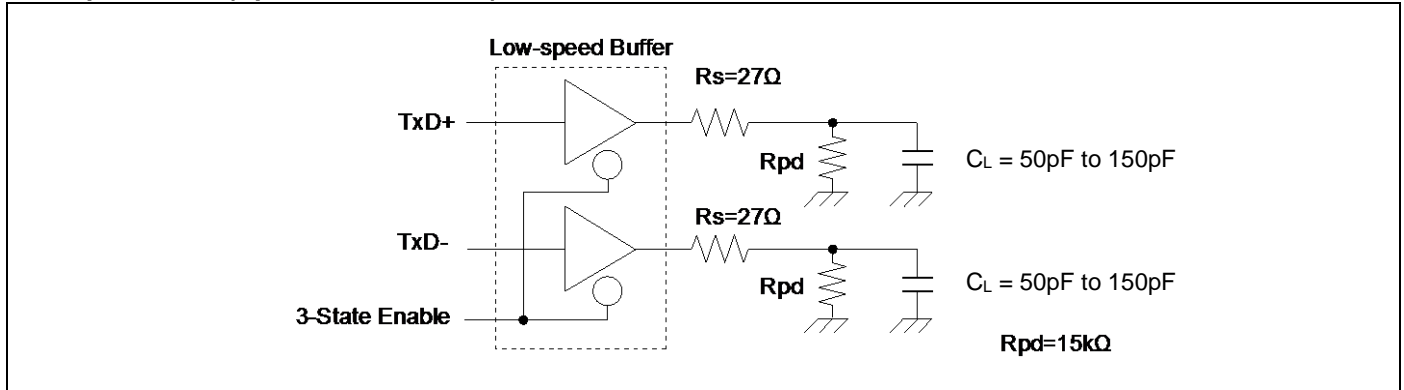 Low-speed Buffer
Rs=27Ω
TxD+
Rpd
CL = 50pF to 150pF
Rs=27Ω
TxD-
Rpd
CL = 50pF to 150pF
3-State Enable
Rpd=15kΩ